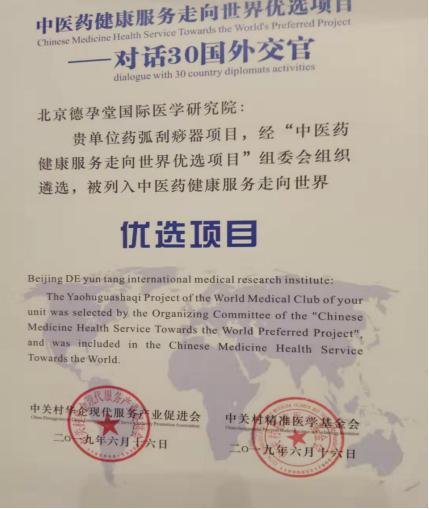 中医药健康服务走向世界优选项目
Chinese Medicine Health Service Towards the World's Preferred Project
——对话30国外交官
dialogue with 30 country diplomats activities
北京德孕堂国际医学研究院：
贵单位药弧刮痧器项目，经“中医药
健康服务走向世界优选项目”组委会组织
遴选，被列入中医药健康服务走向世界
优选项目
Beijing DE yun tang international medical research institute:
The Yaohuguashaqi Project of the World Medical Club of your
unit was selected by the Organizing Committee of the "Chinese
Medicine Health Service Towards the World Preferred Project",
and was included in the Chinese Medicine Health Service
Towards the World.
中关村华企现代服务产业促进会
二〇一九年六月十六日
中关村精准医学基金会
二〇一九年六月十六日